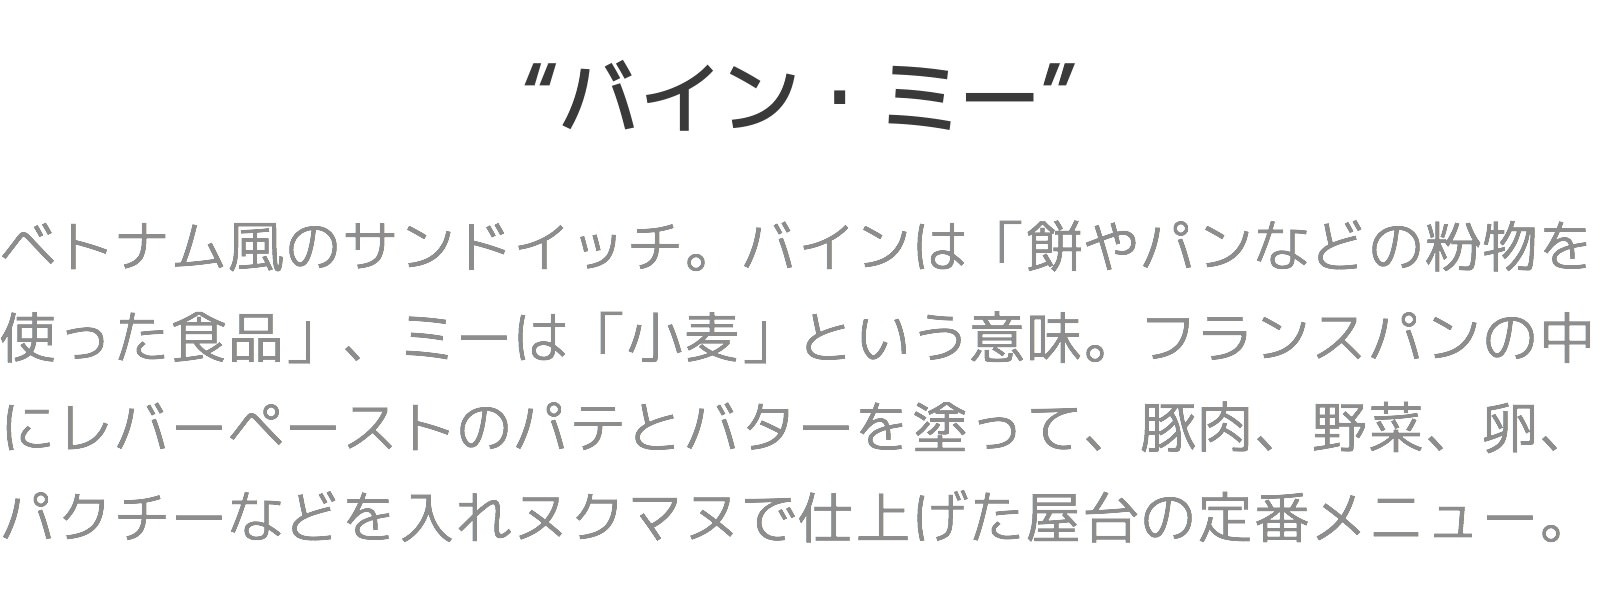 “バイン・ミー”
ベトナム風のサンドイッチ。バインは「餅やパンなどの粉物を
使った食品」、ミーは「小麦」という意味。フランスパンの中
にレバーペーストのパテとバターを塗って、豚肉、野菜、卵、
パクチーなどを入れヌクマヌで仕上げた屋台の定番メニュー。